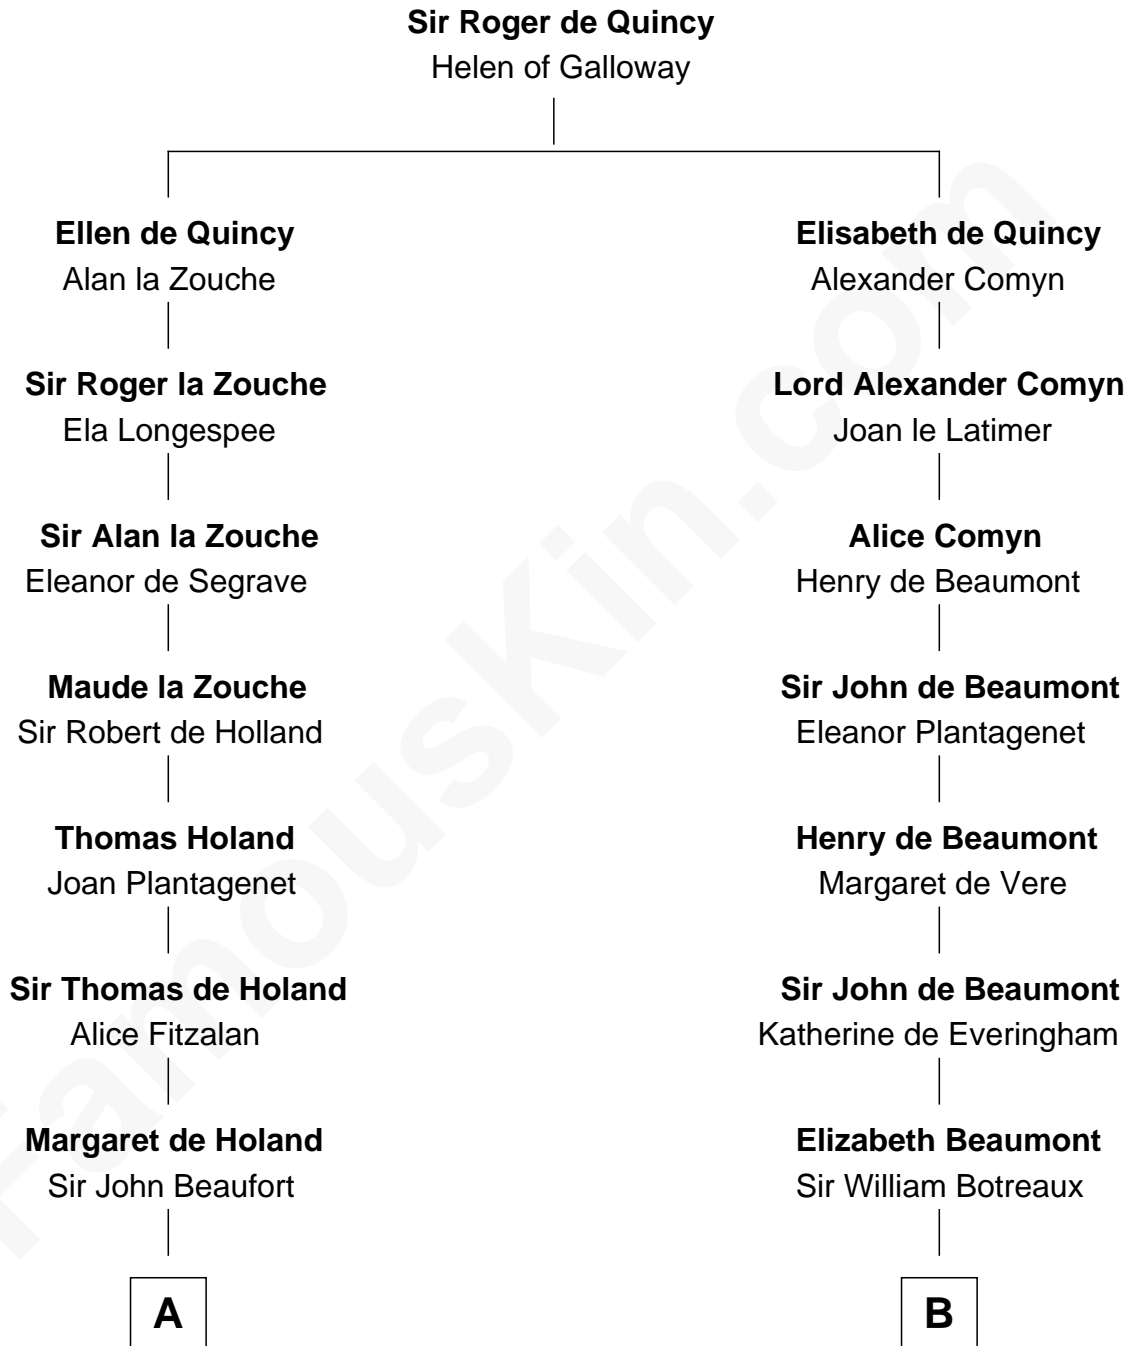 Sir Roger de Quincy
Helen of Galloway
Ellen de Quincy
Alan la Zouche
Elisabeth de Quincy
Alexander Comyn
Sir Roger la Zouche
Ela Longespee
Lord Alexander Comyn
Joan le Latimer
Sir Alan la Zouche
Eleanor de Segrave
Alice Comyn
Henry de Beaumont
Maude la Zouche
Sir Robert de Holland
Sir John de Beaumont
Eleanor Plantagenet
Thomas Holand
Joan Plantagenet
Henry de Beaumont
Margaret de Vere
Sir Thomas de Holand
Alice Fitzalan
Sir John de Beaumont
Katherine de Everingham
Margaret de Holand
Sir John Beaufort
Elizabeth Beaumont
Sir William Botreaux
A
B
FamousKin.com